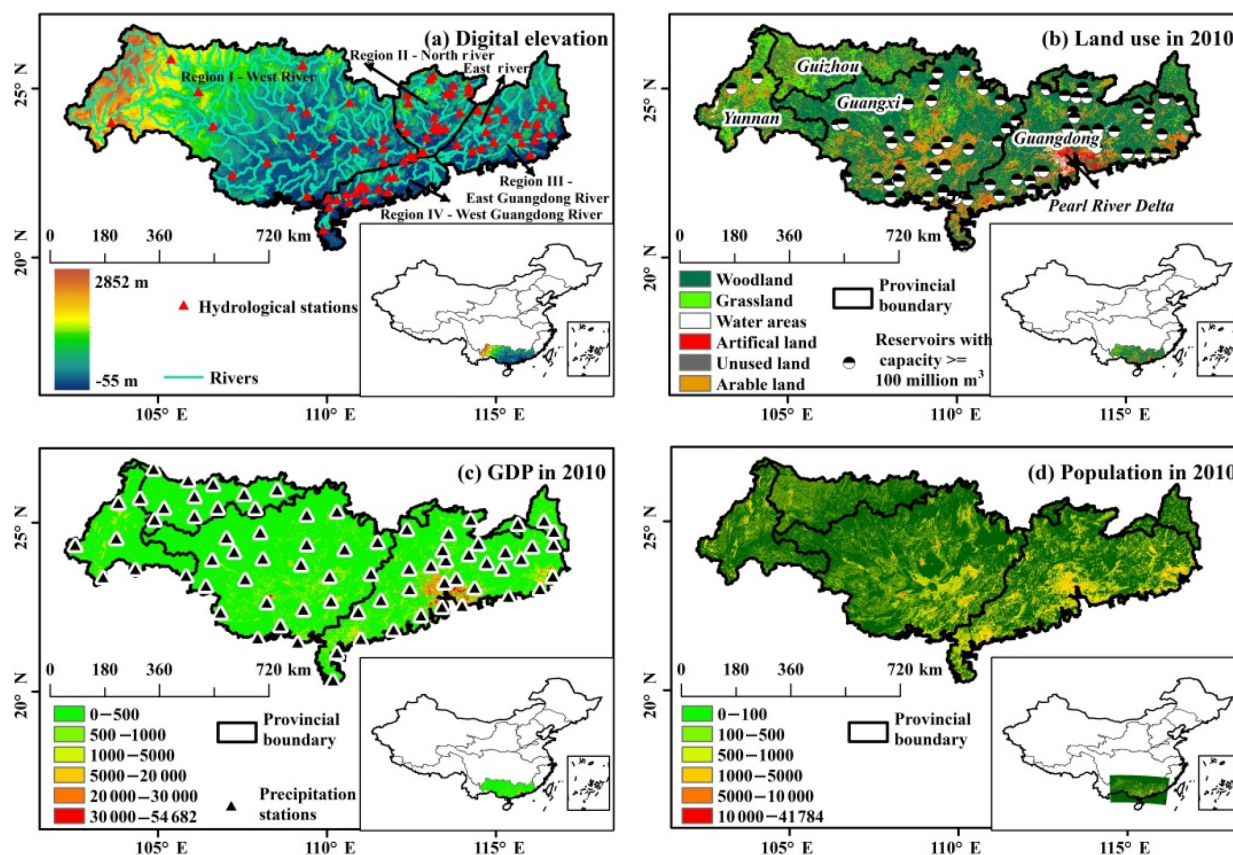 (a) Digital elevation
Region II - North river
East river
Region I - West River
Region III -
East Guangdong River
Region IV - West Guangdong River
25° N
20° N
0 180 360 720 km
2852 m
-55 m
Hydrological stations
Rivers
105° E 110° E 115° E
(b) Land use in 2010
Guizhou
Guangxi
Yunnan
Guangdong
Pearl River Delta
25° N
20° N
0 180 360 720 km
Woodland
Grassland
Water areas
Artifical land
Unused land
Arable land
Provincial
boundary
Reservoirs with
capacity >=
100 million m³
105° E 110° E 115° E
(c) GDP in 2010
25° N
20° N
0 180 360 720 km
0–500
500–1000
1000–5000
5000–20 000
20 000–30 000
30 000–54 682
Provincial
boundary
Precipitation
stations
105° E 110° E 115° E
(d) Population in 2010
25° N
20° N
0 180 360 720 km
0–100
100–500
500–1000
1000–5000
5000–10 000
10 000–41 784
Provincial
boundary
105° E 110° E 115° E